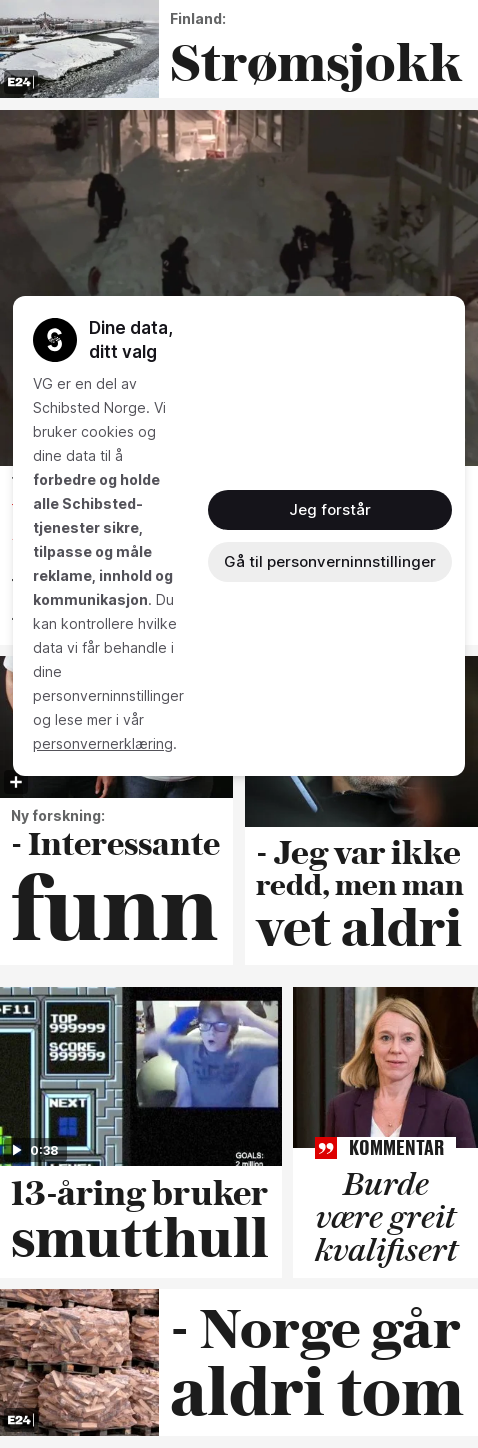 Finland:
Strømsjokk
E24
Dine data,
ditt valg
VG er en del av
Schibsted Norge. Vi
bruker cookies og
dine data til å
forbedre og holde
alle Schibsted-
tjenester sikre,
tilpasse og måle
reklame, innhold og
kommunikasjon. Du
kan kontrollere hvilke
data vi får behandle i
dine
personverninnstillinger
og lese mer i vår
personvernerklæring.
Jeg forstår
Gå til personverninnstillinger
Ny forskning:
- Interessante
funn
- Jeg var ikke
redd, men man
vet aldri
F11
TOP
999999
SCORE
999999
NEXT
LEVEL
GOALS:
2 million
0:38
13-åring bruker
smutthull
KOMMENTAR
Burde
være greit
kvalifisert
E24
- Norge går
aldri tom